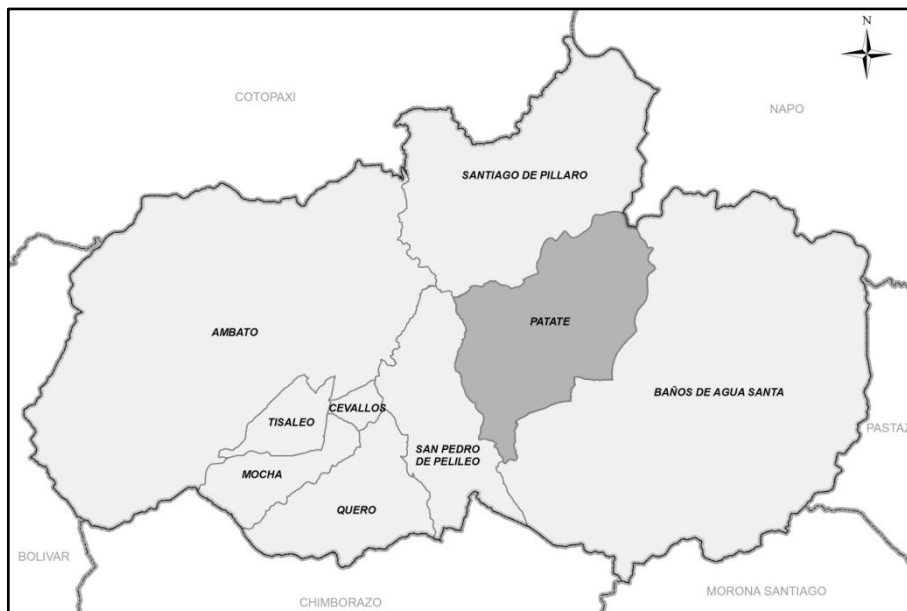 N
COTOPAXI
NAPO
SANTIAGO DE PILLARO
PATATE
AMBATO
BAÑOS DE AGUA SANTA
CEVALLOS
TISALEO
PASTAZ
SAN PEDRO
DE PELILEO
MOCHA
QUERO
BOLIVAR
MORONA SANTIAGO
CHIMBORAZO